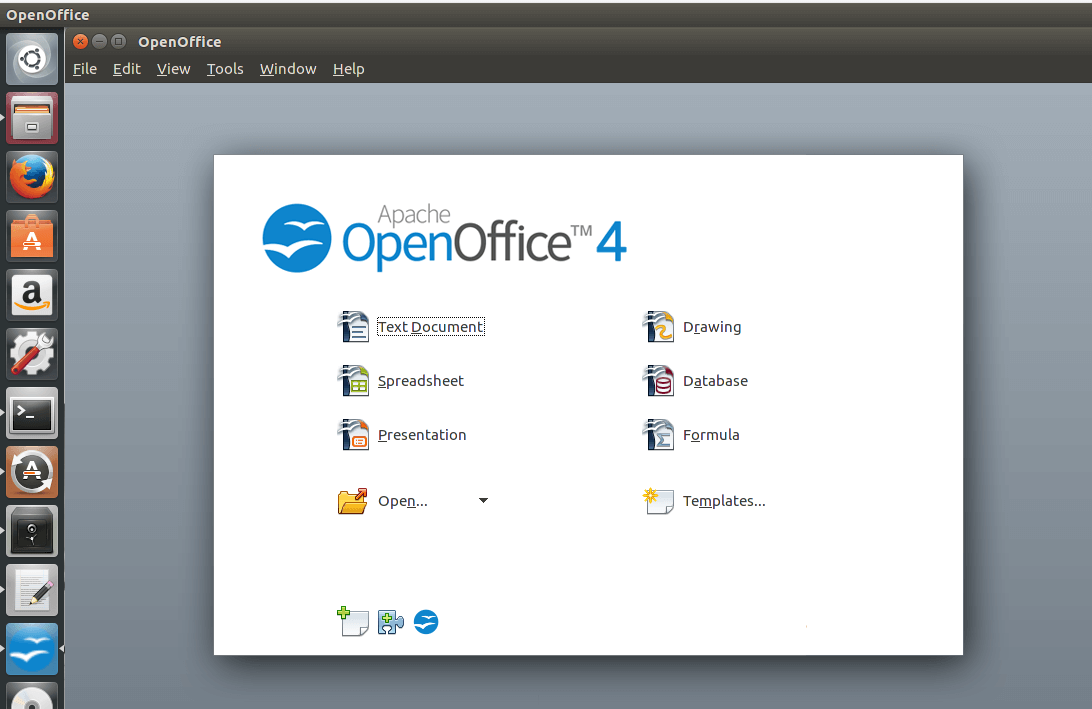 OpenOffice
OpenOffice
File Edit View Tools Window Help
Apache
OpenOffice™ 4
Text Document
Drawing
Spreadsheet
Database
Presentation
Formula
Open...
Templates...